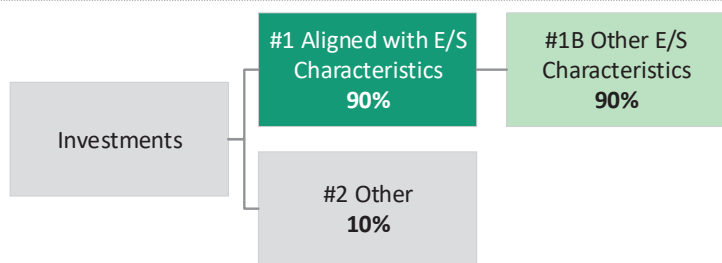 #1 Aligned with E/S
Characteristics
90%
#1B Other E/S
Characteristics
90%
Investments
#2 Other
10%